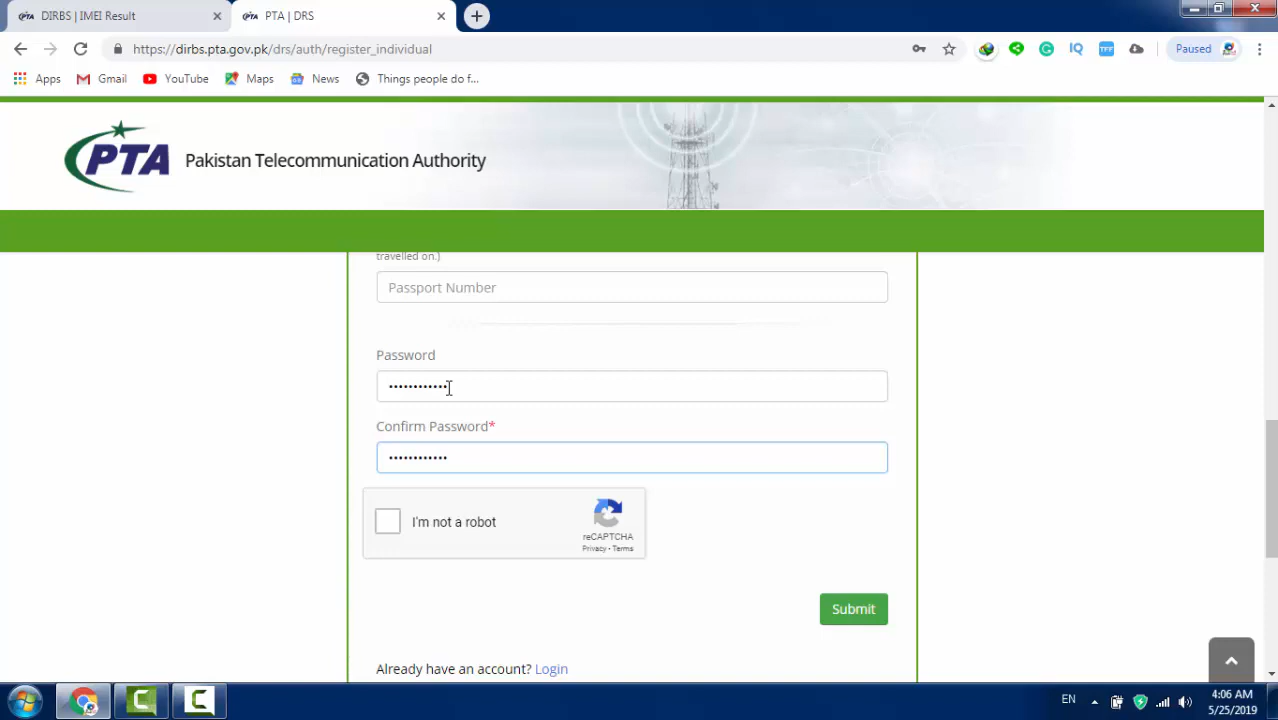 DIRBS | IMEI Result
PTA | DRS
https://dirbs.pta.gov.pk/drs/auth/register_individual
IQ
TFF
Paused
Apps
Gmail
YouTube
Maps
News
Things people do f...
PTA
Pakistan Telecommunication Authority
travelled on.)
Passport Number
Password
••••••••••••
Confirm Password*
••••••••••••
I'm not a robot
reCAPTCHA
Privacy • Terms
Submit
Already have an account? Login
EN
4:06 AM
5/25/2019